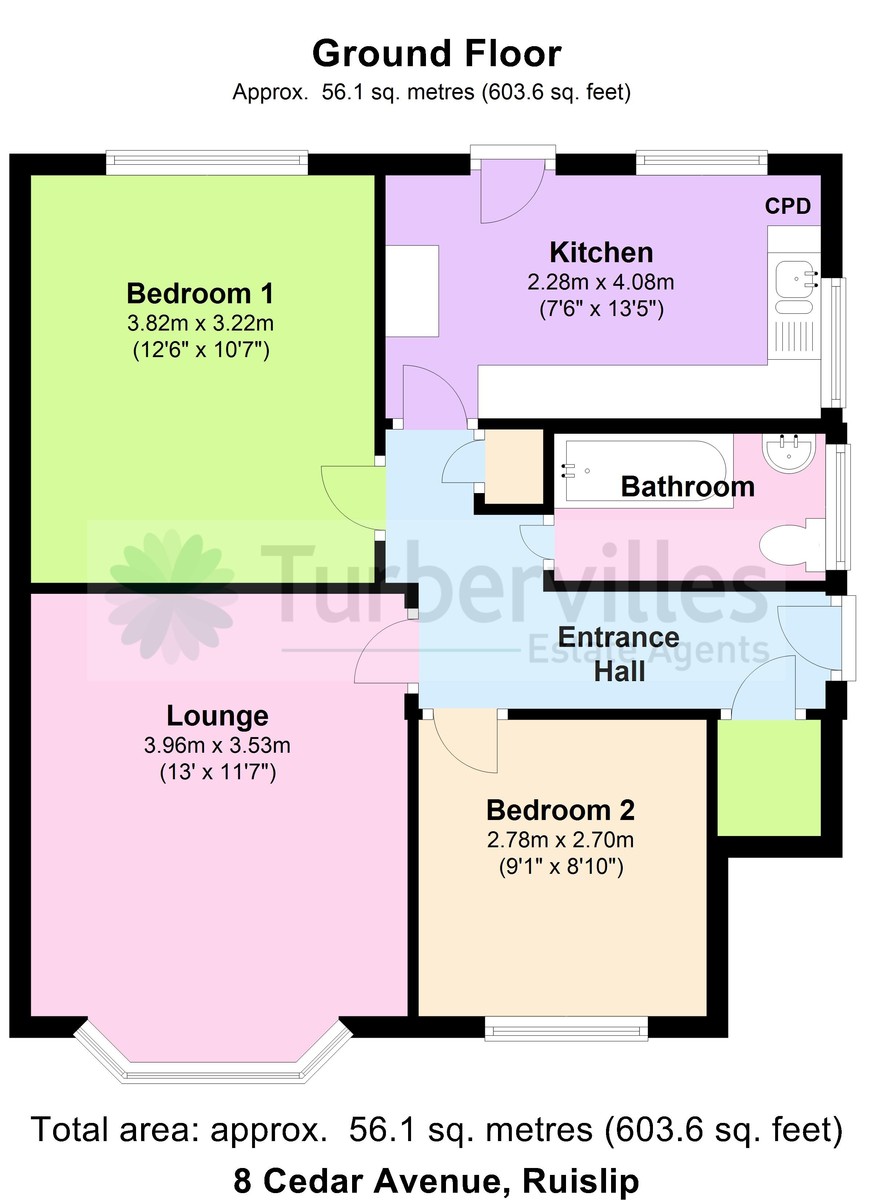 Ground Floor
Approx. 56.1 sq. metres (603.6 sq. feet)
CPD
Kitchen
2.28m x 4.08m
(7'6" x 13'5")
Bedroom 1
3.82m x 3.22m
(12'6" x 10'7")
Bathroom
Turbervilles
Estate Agents
Entrance
Hall
Lounge
3.96m x 3.53m
(13' x 11'7")
Bedroom 2
2.78m x 2.70m
(9'1" x 8'10")
Total area: approx. 56.1 sq. metres (603.6 sq. feet)
8 Cedar Avenue, Ruislip